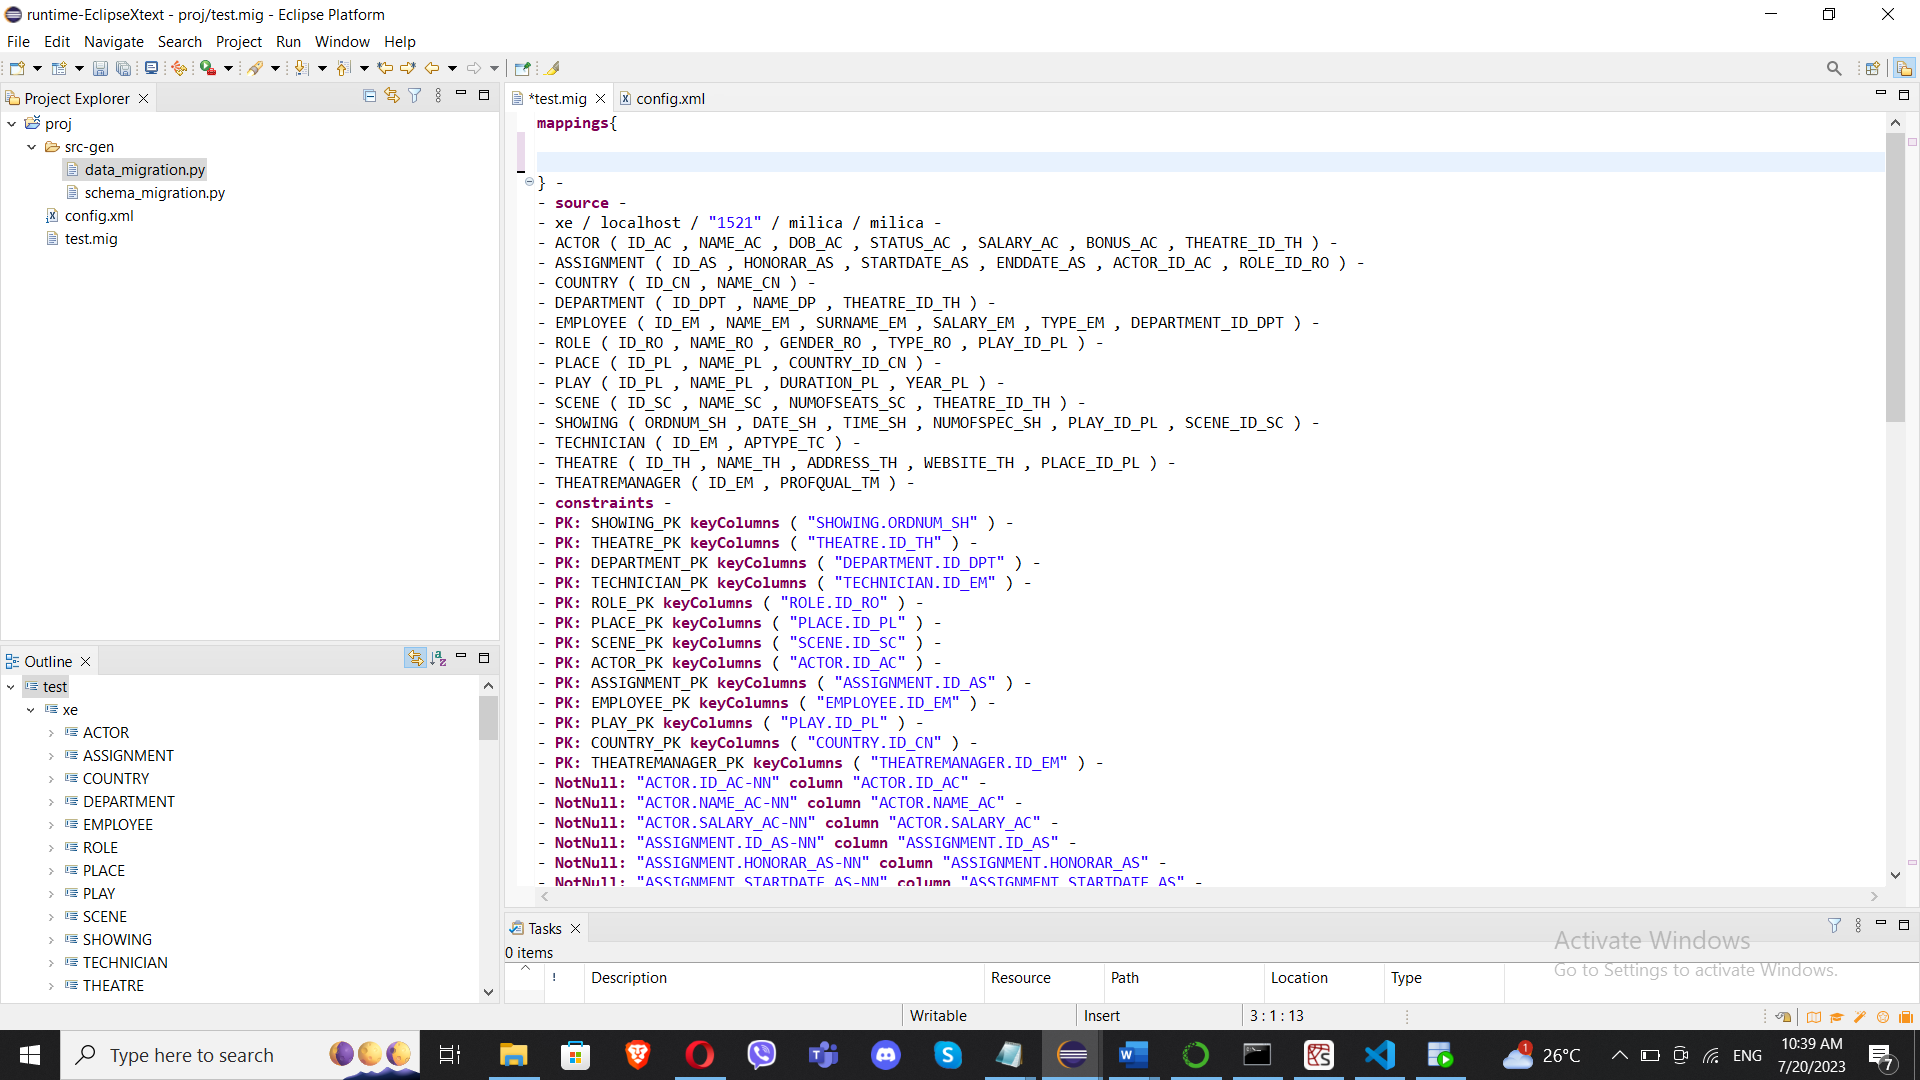 runtime-EclipseXtext - proj/test.mig - Eclipse Platform
File Edit Navigate Search Project Run Window Help
Project Explorer
proj
src-gen
data_migration.py
schema_migration.py
config.xml
test.mig
Outline
test
xe
ACTOR
ASSIGNMENT
COUNTRY
DEPARTMENT
EMPLOYEE
ROLE
PLACE
PLAY
SCENE
SHOWING
TECHNICIAN
THEATRE
*test.mig config.xml
mappings{
} -
- source -
- xe / localhost / "1521" / milica / milica -
- ACTOR ( ID_AC , NAME_AC , DOB_AC , STATUS_AC , SALARY_AC , BONUS_AC , THEATRE_ID_TH ) -
- ASSIGNMENT ( ID_AS , HONORAR_AS , STARTDATE_AS , ENDDATE_AS , ACTOR_ID_AC , ROLE_ID_RO ) -
- COUNTRY ( ID_CN , NAME_CN ) -
- DEPARTMENT ( ID_DPT , NAME_DP , THEATRE_ID_TH ) -
- EMPLOYEE ( ID_EM , NAME_EM , SURNAME_EM , SALARY_EM , TYPE_EM , DEPARTMENT_ID_DPT ) -
- ROLE ( ID_RO , NAME_RO , GENDER_RO , TYPE_RO , PLAY_ID_PL ) -
- PLACE ( ID_PL , NAME_PL , COUNTRY_ID_CN ) -
- PLAY ( ID_PL , NAME_PL , DURATION_PL , YEAR_PL ) -
- SCENE ( ID_SC , NAME_SC , NUMOFSEATS_SC , THEATRE_ID_TH ) -
- SHOWING ( ORDNUM_SH , DATE_SH , TIME_SH , NUMOFSPEC_SH , PLAY_ID_PL , SCENE_ID_SC ) -
- TECHNICIAN ( ID_EM , APTYPE_TC ) -
- THEATRE ( ID_TH , NAME_TH , ADDRESS_TH , WEBSITE_TH , PLACE_ID_PL ) -
- THEATREMANAGER ( ID_EM , PROFQUAL_TM ) -
- constraints -
- PK: SHOWING_PK keyColumns ( "SHOWING.ORDNUM_SH" ) -
- PK: THEATRE_PK keyColumns ( "THEATRE.ID_TH" ) -
- PK: DEPARTMENT_PK keyColumns ( "DEPARTMENT.ID_DPT" ) -
- PK: TECHNICIAN_PK keyColumns ( "TECHNICIAN.ID_EM" ) -
- PK: ROLE_PK keyColumns ( "ROLE.ID_RO" ) -
- PK: PLACE_PK keyColumns ( "PLACE.ID_PL" ) -
- PK: SCENE_PK keyColumns ( "SCENE.ID_SC" ) -
- PK: ACTOR_PK keyColumns ( "ACTOR.ID_AC" ) -
- PK: ASSIGNMENT_PK keyColumns ( "ASSIGNMENT.ID_AS" ) -
- PK: EMPLOYEE_PK keyColumns ( "EMPLOYEE.ID_EM" ) -
- PK: PLAY_PK keyColumns ( "PLAY.ID_PL" ) -
- PK: COUNTRY_PK keyColumns ( "COUNTRY.ID_CN" ) -
- PK: THEATREMANAGER_PK keyColumns ( "THEATREMANAGER.ID_EM" ) -
- NotNull: "ACTOR.ID_AC-NN" column "ACTOR.ID_AC" -
- NotNull: "ACTOR.NAME_AC-NN" column "ACTOR.NAME_AC" -
- NotNull: "ACTOR.SALARY_AC-NN" column "ACTOR.SALARY_AC" -
- NotNull: "ASSIGNMENT.ID_AS-NN" column "ASSIGNMENT.ID_AS" -
- NotNull: "ASSIGNMENT.HONORAR_AS-NN" column "ASSIGNMENT.HONORAR_AS" -
- NotNull: "ASSIGNMENT.STARTDATE_AS-NN" column "ASSIGNMENT.STARTDATE_AS" -
Tasks
0 items
! Description Resource Path Location Type
Activate Windows
Go to Settings to activate Windows.
Writable Insert 3 : 1 : 13
Type here to search
1 26°C ENG 10:39 AM
7/20/2023
7